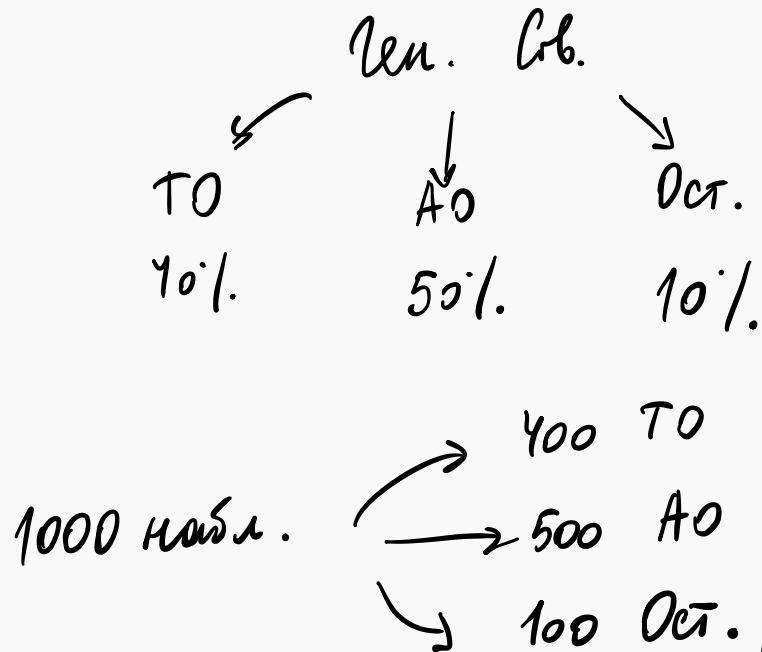 Ген. Сов.
ТО АО Ост.
40% 50% 10%
400 ТО
1000 набл. 500 АО
100 Ост.